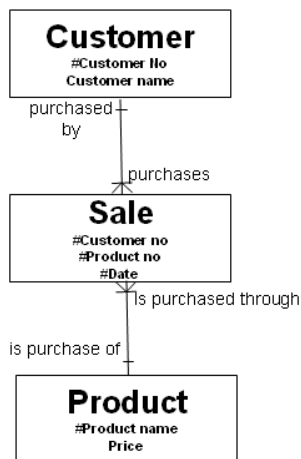 Customer
#Customer No
Customer name
purchased
by
purchases
Sale
#Customer no
#Product no
#Date
Is purchased through
is purchase of
Product
#Product name
Price